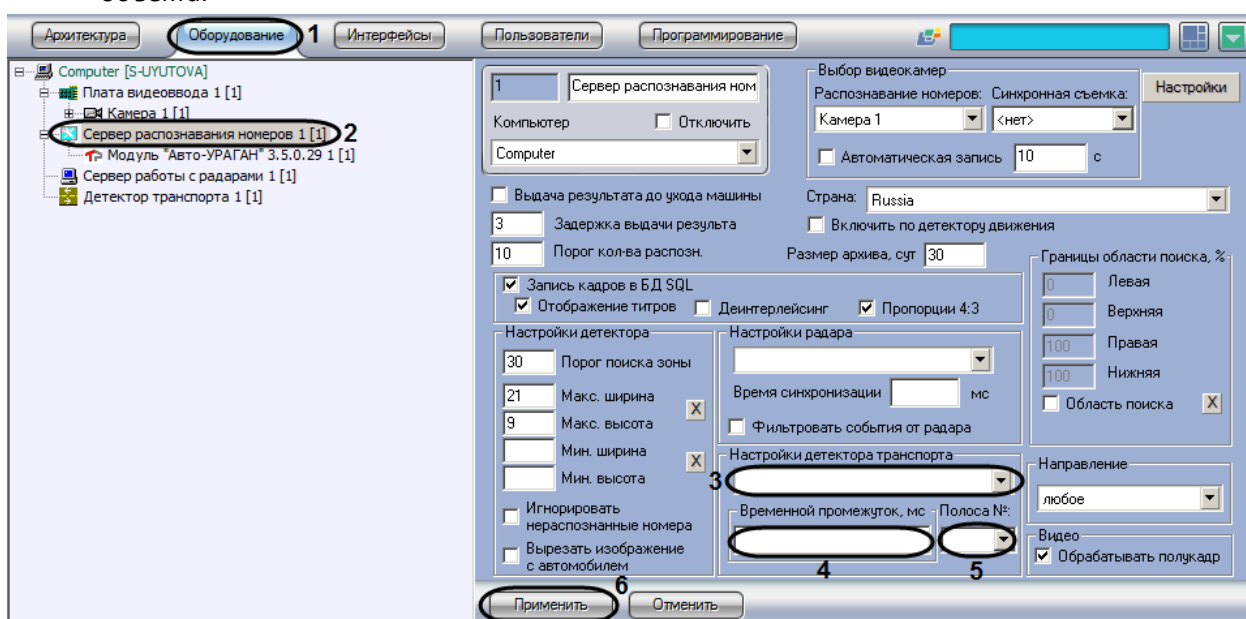 объема.
Архитектура Оборудование 1 Интерфейсы Пользователи Программирование
Computer [S-UYUTOVA]
Плата видеоввода 1 [1]
Камера 1 [1]
Сервер распознавания номеров 1 [1] 2
Модуль "Авто-УРАГАН" 3.5.0.29 1 [1]
Сервер работы с радарами 1 [1]
Детектор транспорта 1 [1]
1 Сервер распознавания ном
Компьютер Отключить
Computer
Выбор видеокамер
Распознавание номеров: Синхронная съемка:
Камера 1 <нет>
Автоматическая запись 10 с
Настройки
Выдача результата до ухода машины
3 Задержка выдачи результа
10 Порог кол-ва распозн.
Страна: Russia
Включить по детектору движения
Размер архива, сут 30
Запись кадров в БД SQL
Отображение титров Деинтерлейсинг Пропорции 4:3
Границы области поиска, %
0 Левая
0 Верхняя
100 Правая
100 Нижняя
Область поиска X
Настройки детектора
30 Порог поиска зоны
21 Макс. ширина
X
9 Макс. высота
Мин. ширина
X
Мин. высота
Игнорировать
нераспознанные номера
Вырезать изображение
с автомобилем
Настройки радара
Время синхронизации мс
Фильтровать события от радара
Настройки детектора транспорта
3
Временной промежуток, мс Полоса №:
4 5
Направление
любое
Видео
Обрабатывать полукадр
6
Применить Отменить